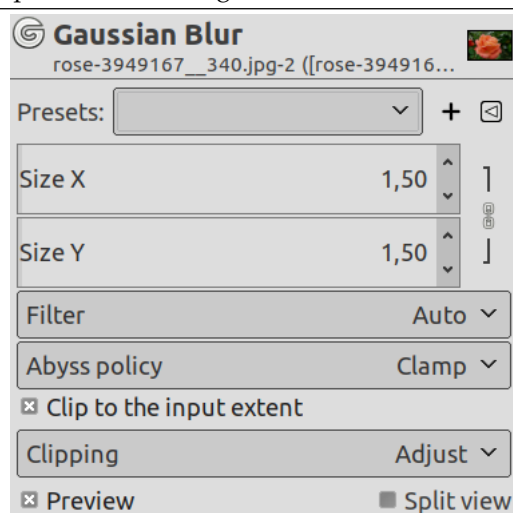 Gaussian Blur
rose-3949167__340.jpg-2 ([rose-394916...
Presets:
Size X 1,50
Size Y 1,50
Filter Auto
Abyss policy Clamp
Clip to the input extent
Clipping Adjust
Preview Split view